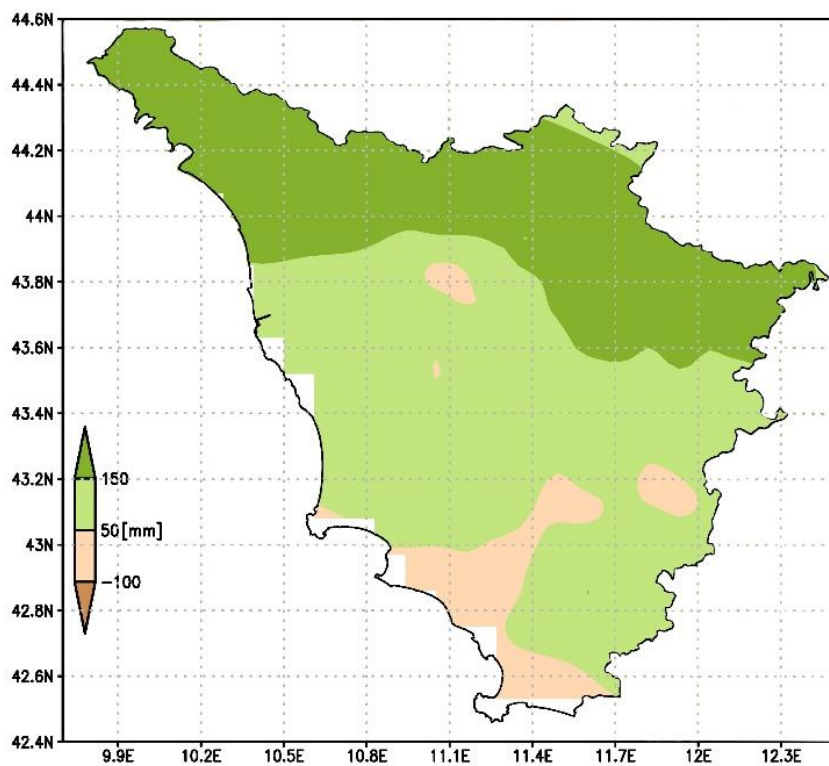 44.6N
44.4N
44.2N
44N
43.8N
43.6N
43.4N
43.2N
43N
42.8N
42.6N
42.4N
150
50[mm]
-100
9.9E 10.2E 10.5E 10.8E 11.1E 11.4E 11.7E 12E 12.3E